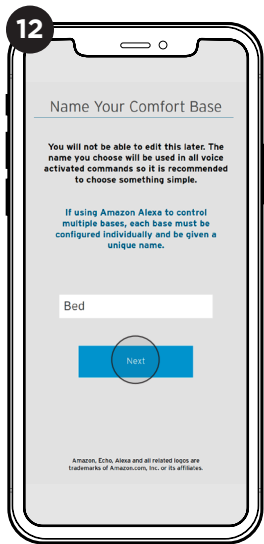 12
Name Your Comfort Base
You will not be able to edit this later. The
name you choose will be used in all voice
activated commands so it is recommended
to choose something simple.
If using Amazon Alexa to control
multiple bases, each base must be
configured individually and be given a
unique name.
Bed
Next
Amazon, Echo, Alexa and all related logos are
trademarks of Amazon.com, Inc. or its affiliates.